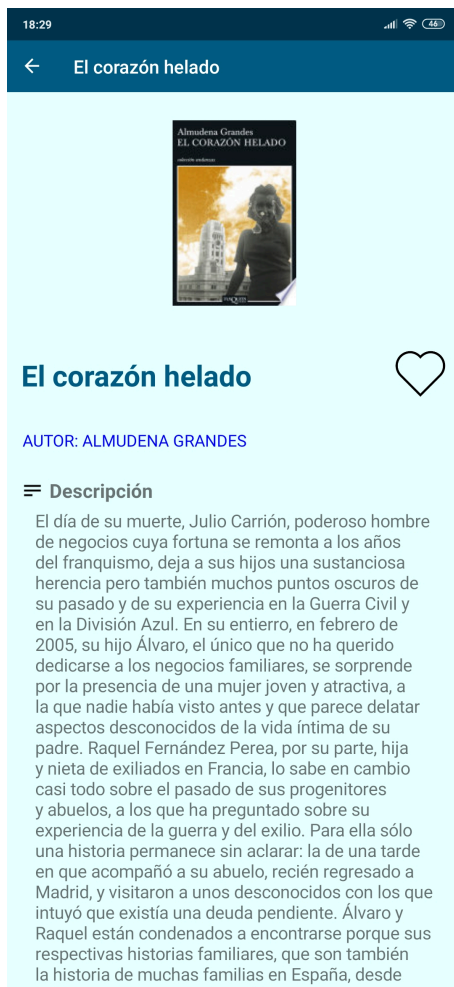 18:29
46
El corazón helado
Almudena Grandes
EL CORAZÓN HELADO
colección andanzas
TUSQUETS
El corazón helado
AUTOR: ALMUDENA GRANDES
Descripción
El día de su muerte, Julio Carrión, poderoso hombre
de negocios cuya fortuna se remonta a los años
del franquismo, deja a sus hijos una sustanciosa
herencia pero también muchos puntos oscuros de
su pasado y de su experiencia en la Guerra Civil y
en la División Azul. En su entierro, en febrero de
2005, su hijo Álvaro, el único que no ha querido
dedicarse a los negocios familiares, se sorprende
por la presencia de una mujer joven y atractiva, a
la que nadie había visto antes y que parece delatar
aspectos desconocidos de la vida íntima de su
padre. Raquel Fernández Perea, por su parte, hija
y nieta de exiliados en Francia, lo sabe en cambio
casi todo sobre el pasado de sus progenitores
y abuelos, a los que ha preguntado sobre su
experiencia de la guerra y del exilio. Para ella sólo
una historia permanece sin aclarar: la de una tarde
en que acompañó a su abuelo, recién regresado a
Madrid, y visitaron a unos desconocidos con los que
intuyó que existía una deuda pendiente. Álvaro y
Raquel están condenados a encontrarse porque sus
respectivas historias familiares, que son también
la historia de muchas familias en España, desde